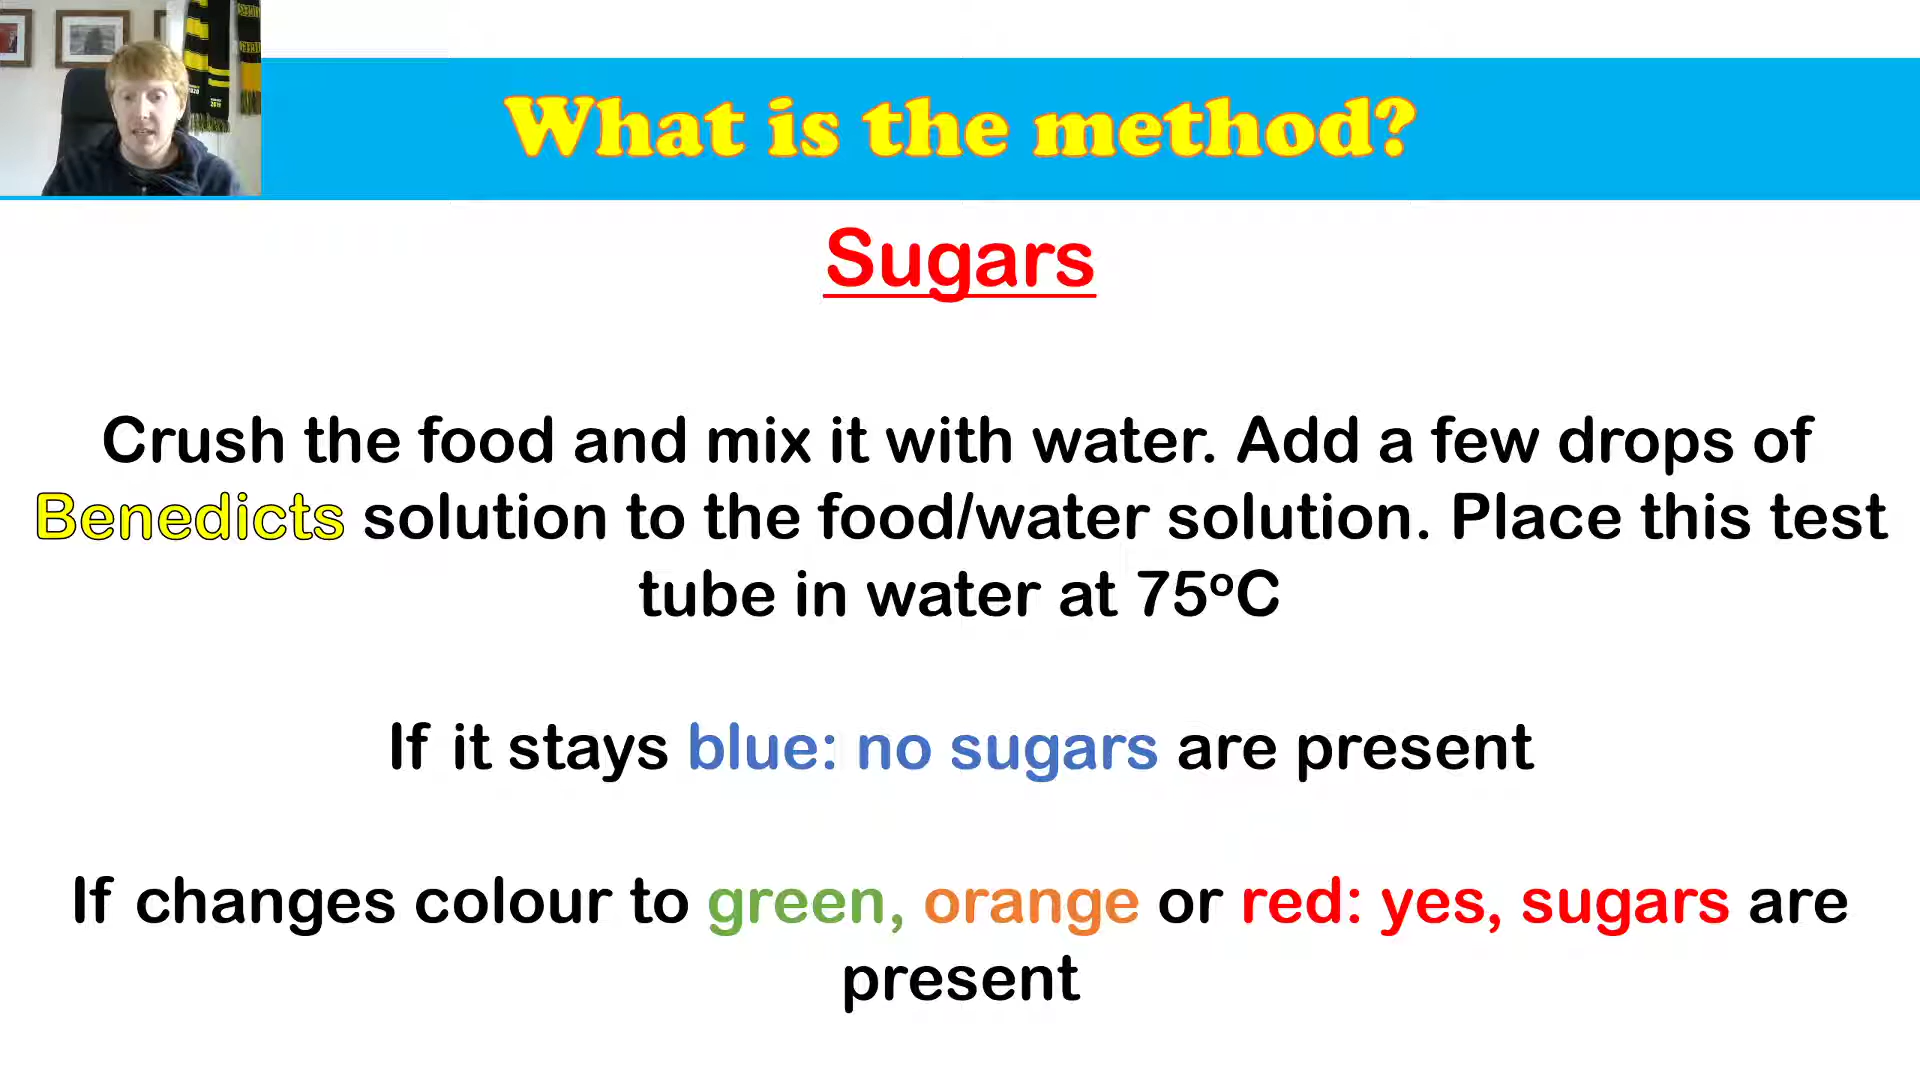 What is the method?
Sugars
Crush the food and mix it with water. Add a few drops of
Benedicts solution to the food/water solution. Place this test
tube in water at 75ºC
If it stays blue: no sugars are present
If changes colour to green, orange or red: yes, sugars are
present